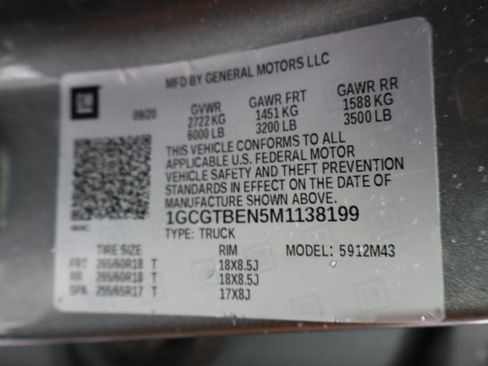 MFD BY GENERAL MOTORS LLC
GM
09/20 GVWR GAWR FRT GAWR RR
2722 KG 1451 KG 1588 KG
6000 LB 3200 LB 3500 LB
THIS VEHICLE CONFORMS TO ALL
APPLICABLE U.S. FEDERAL MOTOR
VEHICLE SAFETY AND THEFT PREVENTION
STANDARDS IN EFFECT ON THE DATE OF
MANUFACTURE SHOWN ABOVE.
1GCGTBEN5M1138199
TYPE: TRUCK
TIRE SIZE RIM MODEL: 5912M43
FRT 265/60R18 T 18X8.5J
RR 265/60R18 T 18X8.5J
SPA 255/65R17 T 17X8J